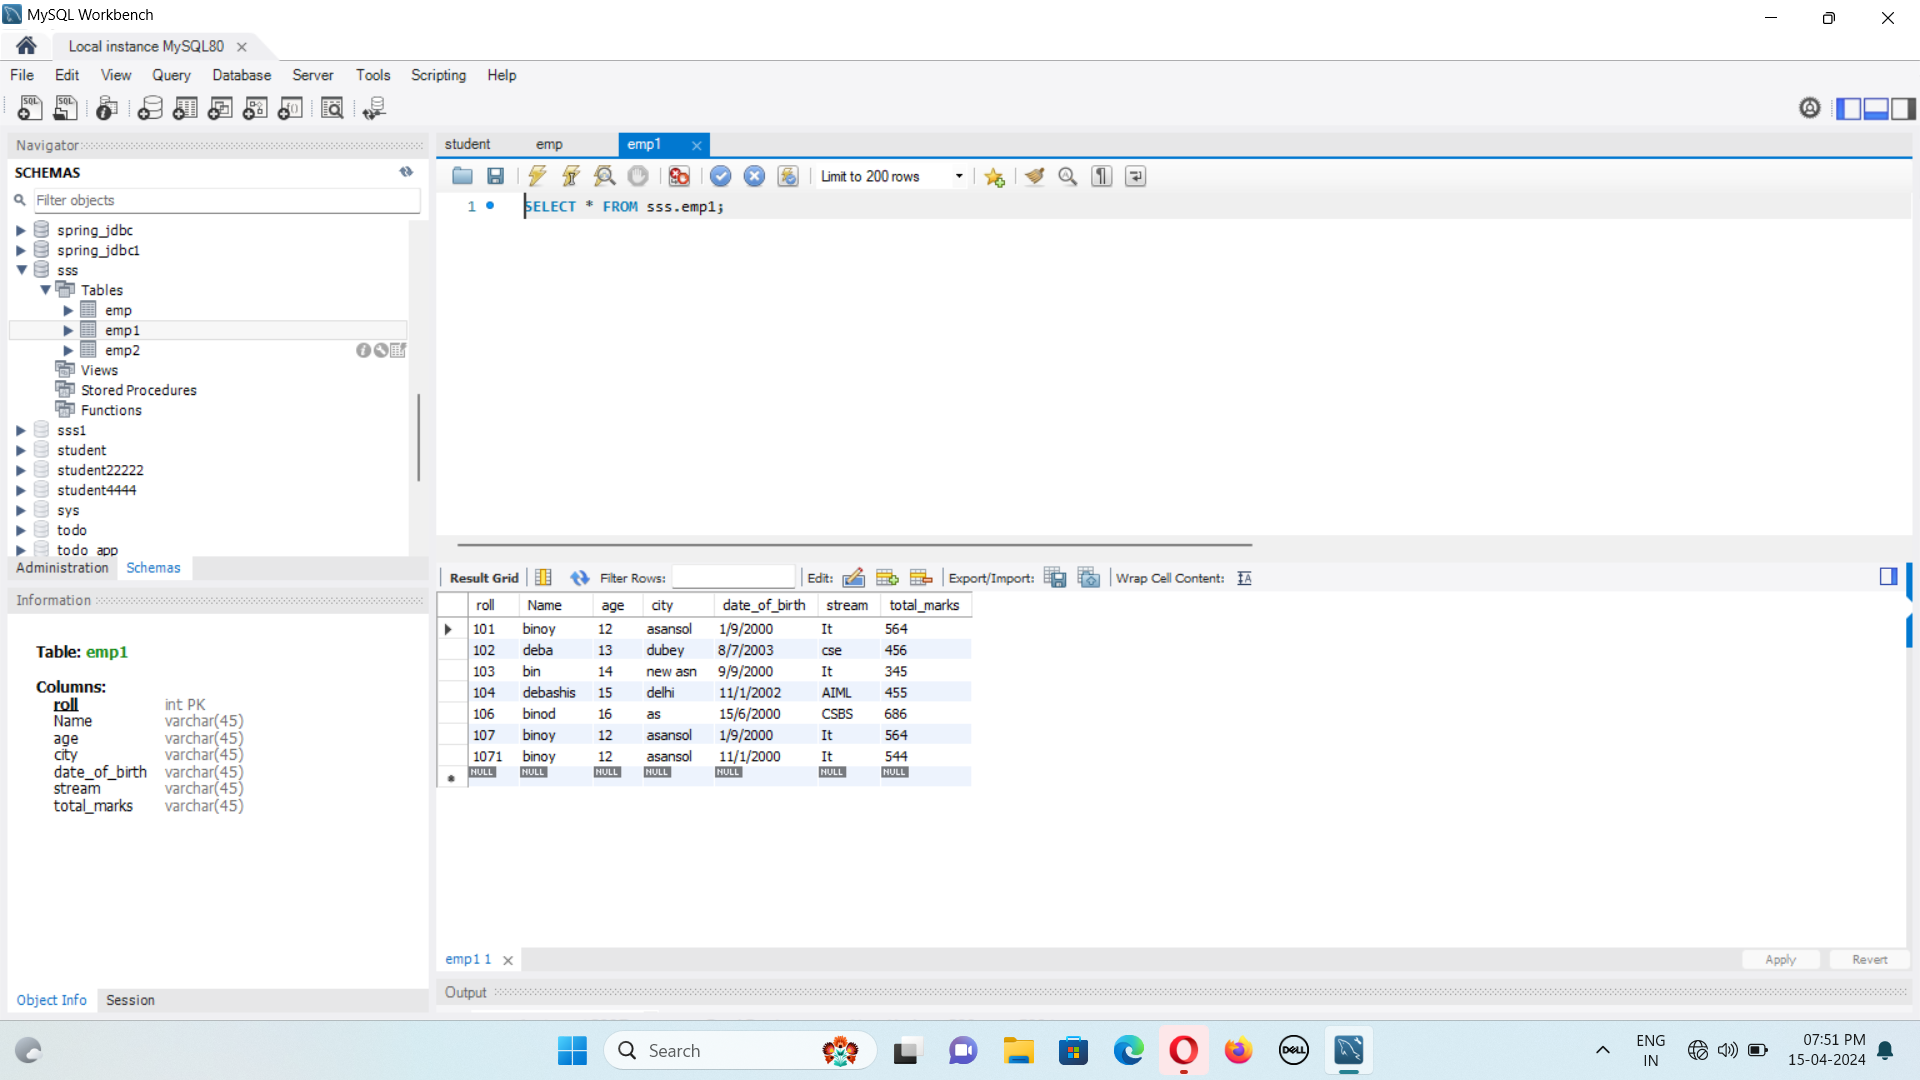 MySQL Workbench
Local instance MySQL80
File Edit View Query Database Server Tools Scripting Help
Navigator
SCHEMAS
Filter objects
spring_jdbc
spring_jdbc1
sss
Tables
emp
emp1
emp2
Views
Stored Procedures
Functions
sss1
student
student22222
student4444
sys
todo
todo_app
Administration Schemas
Information
Table: emp1
Columns:
roll int PK
Name varchar(45)
age varchar(45)
city varchar(45)
date_of_birth varchar(45)
stream varchar(45)
total_marks varchar(45)
Object Info Session
student emp emp1
Limit to 200 rows
1 SELECT * FROM sss.emp1;
Result Grid Filter Rows: Edit: Export/Import: Wrap Cell Content:
roll Name age city date_of_birth stream total_marks
101 binoy 12 asansol 1/9/2000 It 564
102 deba 13 dubey 8/7/2003 cse 456
103 bin 14 new asn 9/9/2000 It 345
104 debashis 15 delhi 11/1/2002 AIML 455
106 binod 16 as 15/6/2000 CSBS 686
107 binoy 12 asansol 1/9/2000 It 564
1071 binoy 12 asansol 11/1/2000 It 544
NULL NULL NULL NULL NULL NULL NULL
emp1 1
Apply Revert
Output
Search
DELL
ENG
IN
07:51 PM
15-04-2024